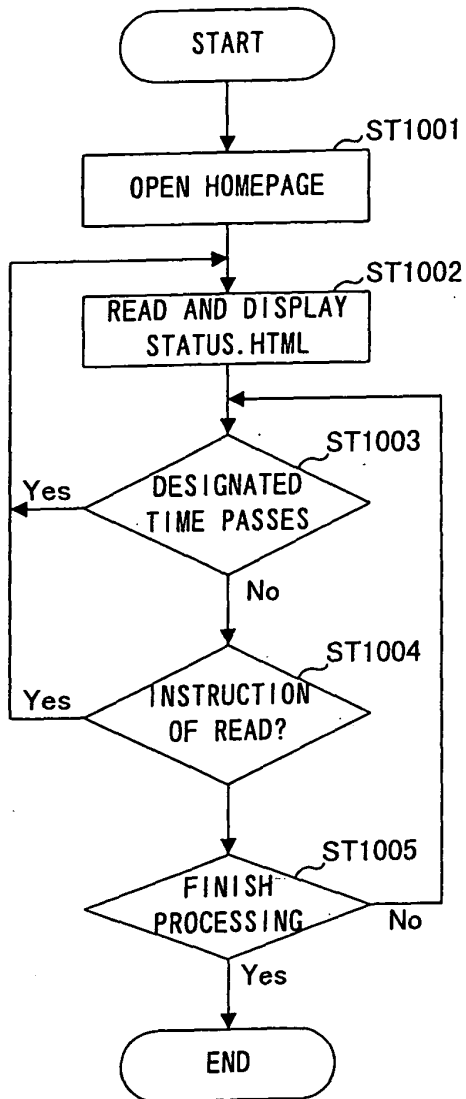 START
ST1001
OPEN HOMEPAGE
ST1002
READ AND DISPLAY
STATUS.HTML
ST1003
Yes
DESIGNATED
TIME PASSES
No
ST1004
Yes
INSTRUCTION
OF READ?
ST1005
FINISH
PROCESSING
No
Yes
END